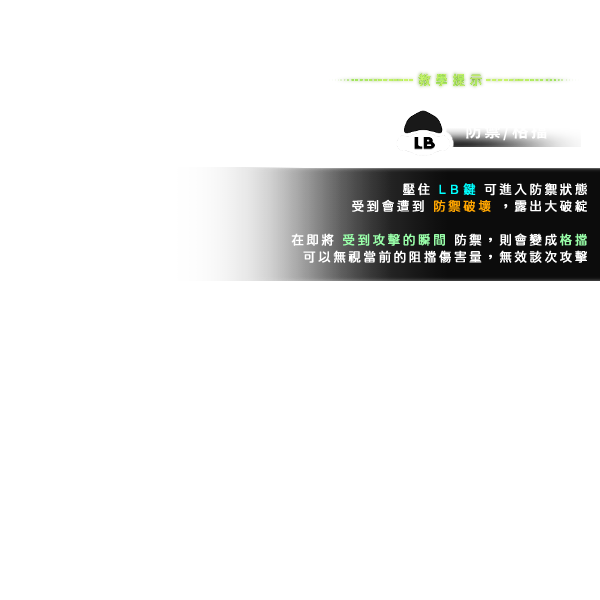 教學提示
LB
防禦/格擋
壓住 LB鍵 可進入防禦狀態
受到會遭到 防禦破壞 ,露出大破綻
在即將 受到攻擊的瞬間 防禦,則會變成格擋
可以無視當前的阻擋傷害量,無效該次攻擊